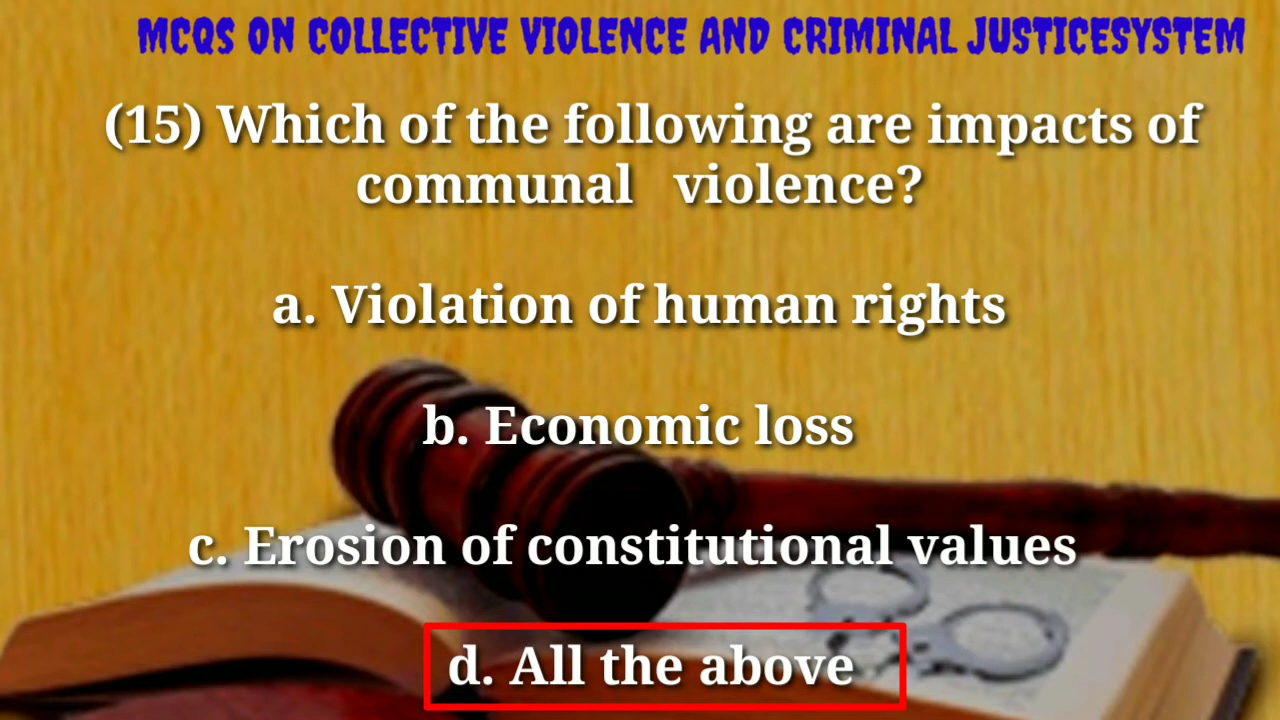 MCQS ON COLLECTIVE VIOLENCE AND CRIMINAL JUSTICESYSTEM
(15) Which of the following are impacts of
communal violence?
a. Violation of human rights
b. Economic loss
c. Erosion of constitutional values
d. All the above